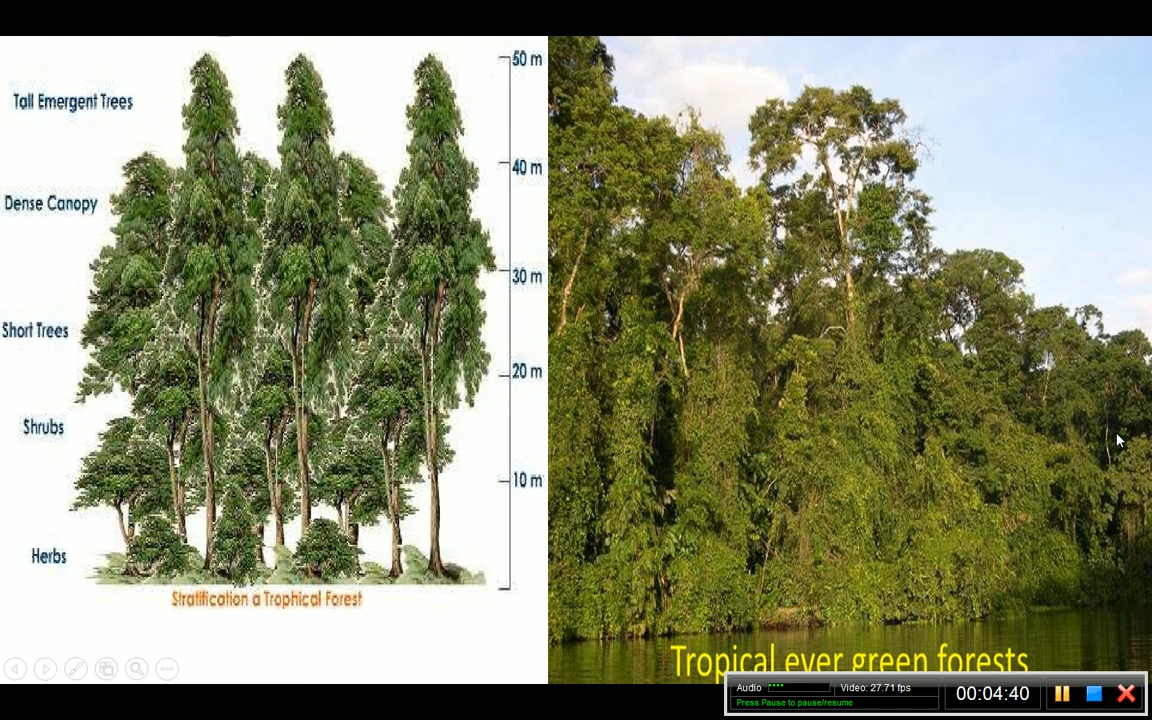 50 m
Tall Emergent Trees
40 m
Dense Canopy
30 m
Short Trees
20 m
Shrubs
10 m
Herbs
Stratification a Trophical Forest
Tropical ever green forests
Audio
Video: 27.71 fps
00:04:40
Press Pause to pause/resume